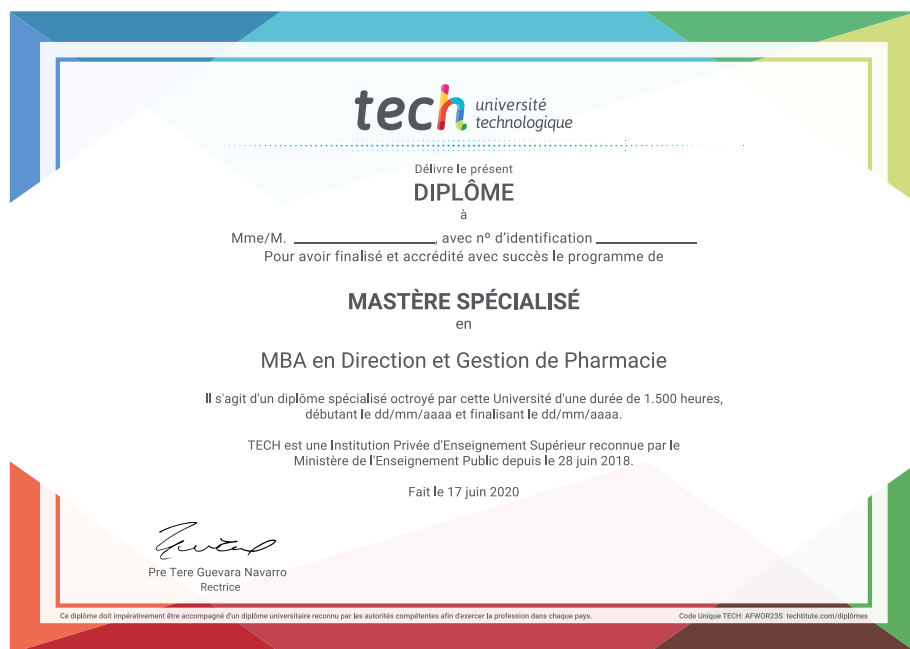 tech université
technologique
Délivre le présent
DIPLÔME
à
Mme/M. ____________, avec nº d'identification ____________
Pour avoir finalisé et accrédité avec succès le programme de
MASTÈRE SPÉCIALISÉ
en
MBA en Direction et Gestion de Pharmacie
Il s'agit d'un diplôme spécialisé octroyé par cette Université d'une durée de 1.500 heures,
débutant le dd/mm/aaaa et finalisant le dd/mm/aaaa.
TECH est une Institution Privée d'Enseignement Supérieur reconnue par le
Ministère de l'Enseignement Public depuis le 28 juin 2018.
Fait le 17 juin 2020
Pre Tere Guevara Navarro
Rectrice
Ce diplôme doit impérativement être accompagné d'un diplôme universitaire reconnu par les autorités compétentes afin d'exercer la profession dans chaque pays.
Code Unique TECH: AFWOR23S techtitute.com/diplômes